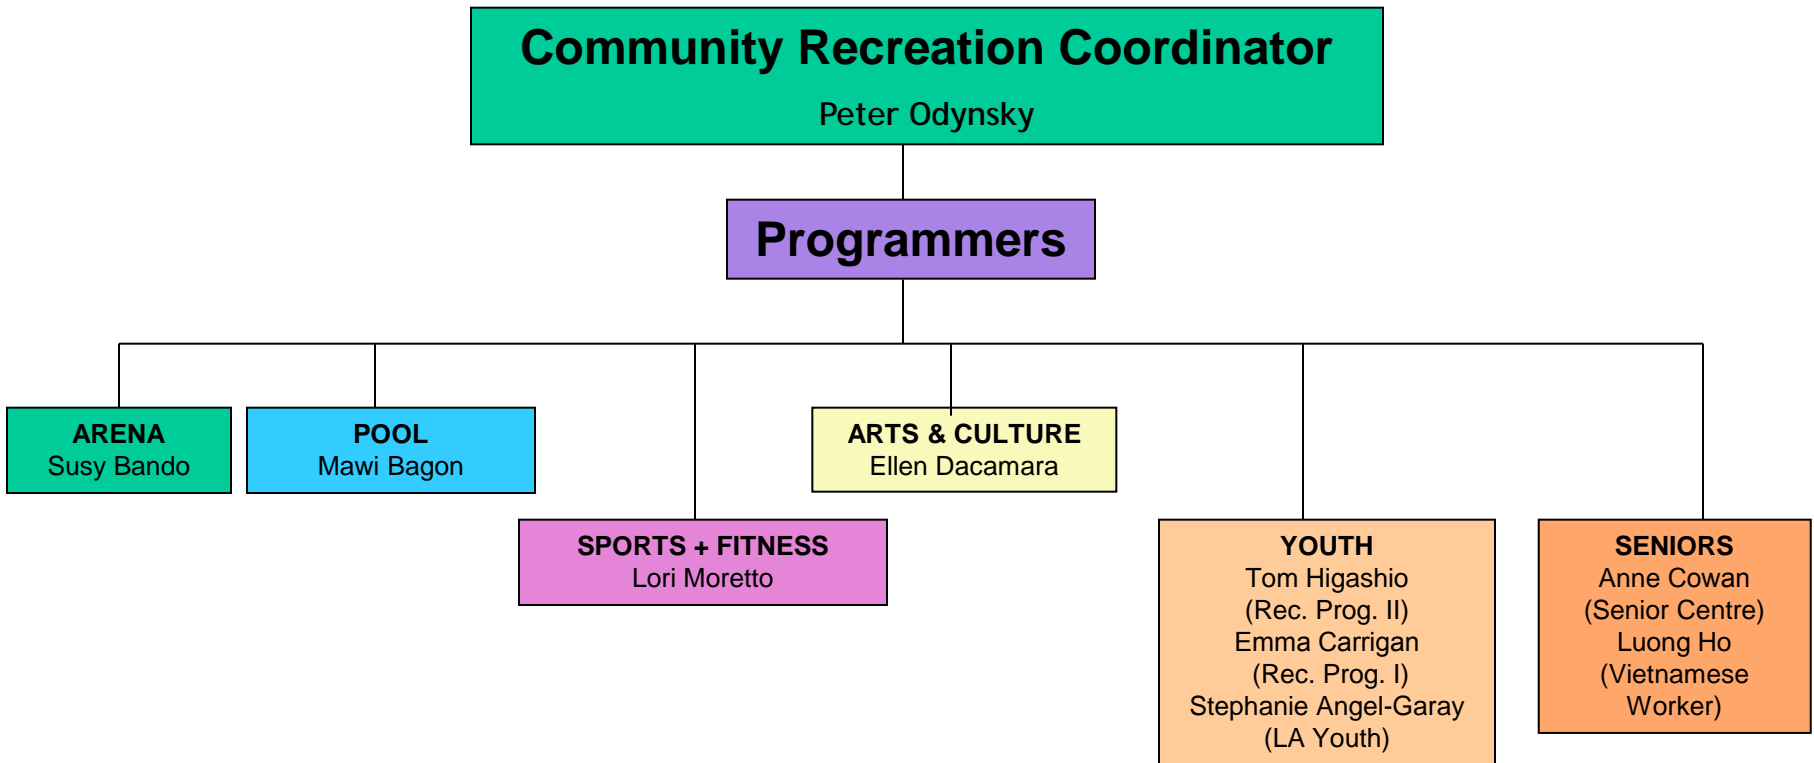 Community Recreation Coordinator
Peter Odynsky
Programmers
ARENA
Susy Bando
POOL
Mawi Bagon
ARTS & CULTURE
Ellen Dacamara
SPORTS + FITNESS
Lori Moretto
YOUTH
Tom Higashio
(Rec. Prog. II)
Emma Carrigan
(Rec. Prog. I)
Stephanie Angel-Garay
(LA Youth)
SENIORS
Anne Cowan
(Senior Centre)
Luong Ho
(Vietnamese
Worker)